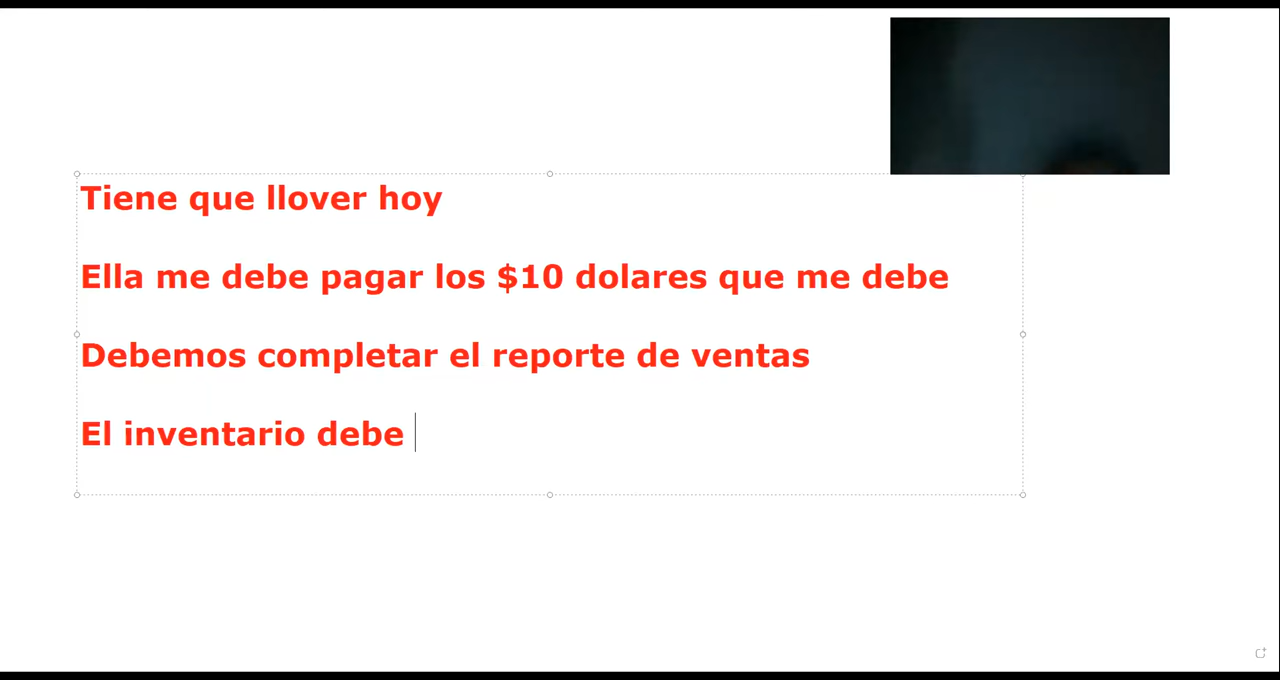 Tiene que llover hoy
Ella me debe pagar los $10 dolares que me debe
Debemos completar el reporte de ventas
El inventario debe